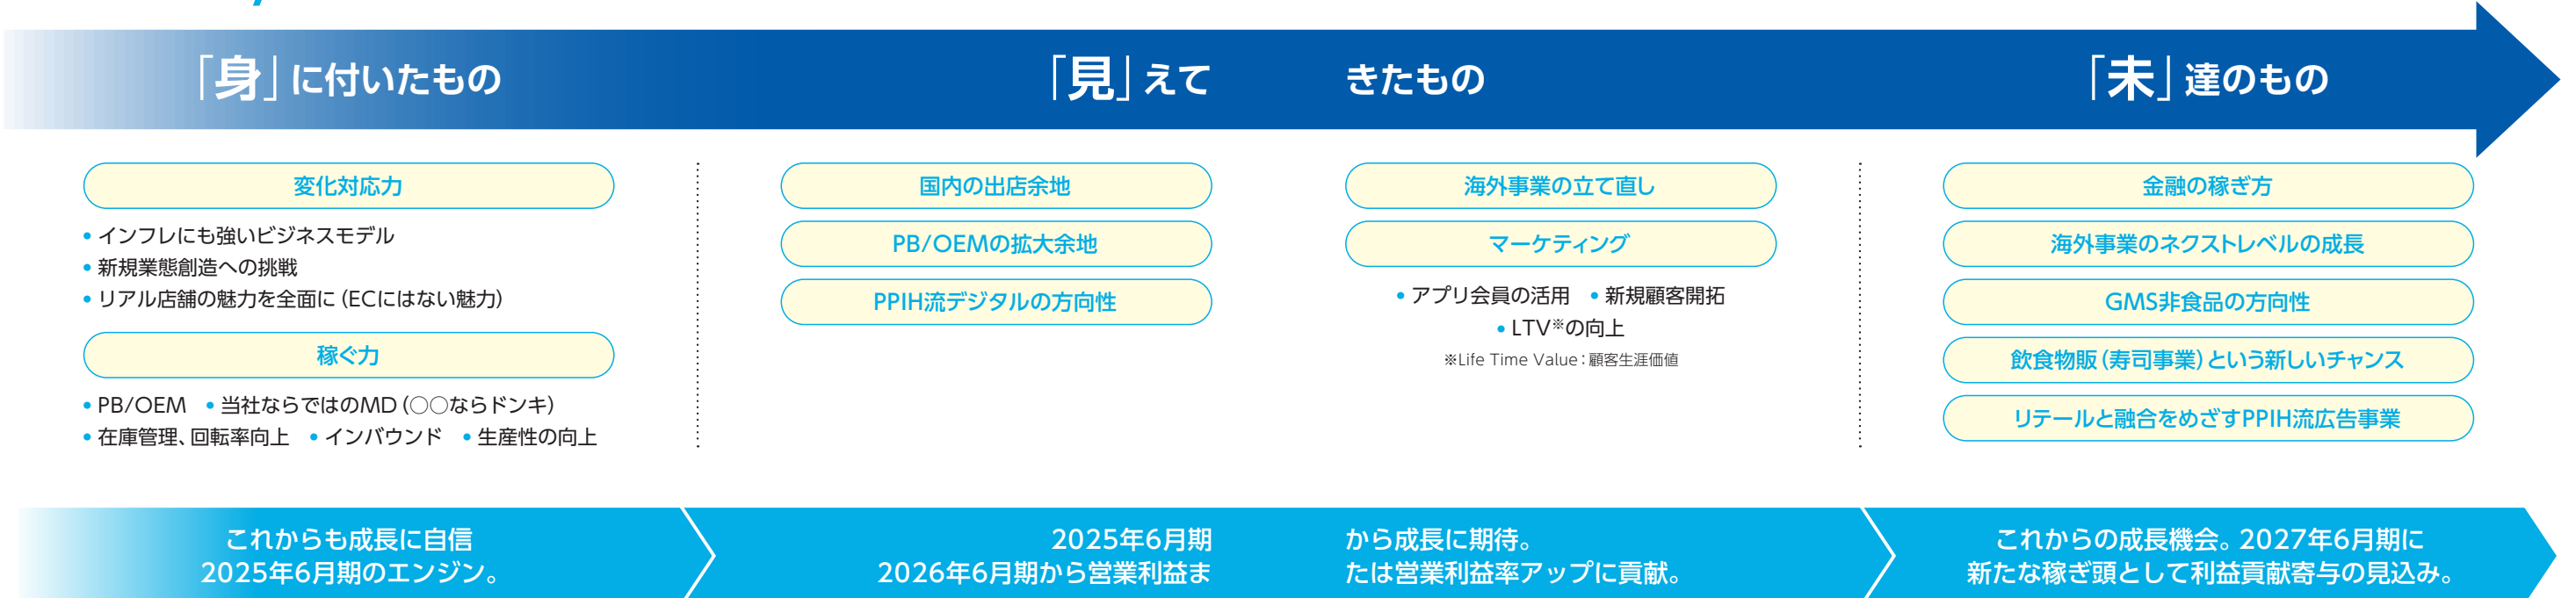 「身」に付いたもの
「見」えて きたもの
「未」達のもの
変化対応力
• インフレにも強いビジネスモデル
• 新規業態創造への挑戦
• リアル店舗の魅力を全面に（ECにはない魅力）
稼ぐ力
• PB/OEM • 当社ならではのMD（○○ならドンキ）
• 在庫管理、回転率向上 • インバウンド • 生産性の向上
国内の出店余地
PB/OEMの拡大余地
PPIH流デジタルの方向性
海外事業の立て直し
マーケティング
• アプリ会員の活用 • 新規顧客開拓
• LTV※の向上
※Life Time Value：顧客生涯価値
金融の稼ぎ方
海外事業のネクストレベルの成長
GMS非食品の方向性
飲食物販（寿司事業）という新しいチャンス
リテールと融合をめざすPPIH流広告事業
これからも成長に自信
2025年6月期のエンジン。
2025年6月期 から成長に期待。
2026年6月期から営業利益ま たは営業利益率アップに貢献。
これからの成長機会。2027年6月期に
新たな稼ぎ頭として利益貢献寄与の見込み。